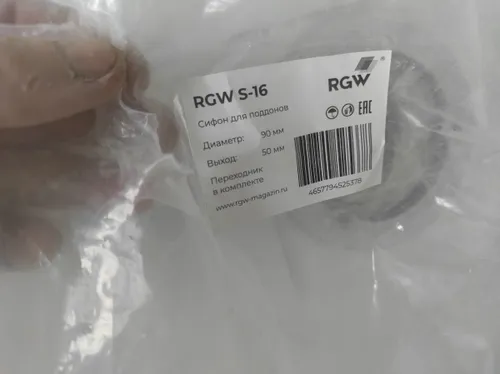 RGW S-16
RGW
Сифон для поддонов
Диаметр: 90 мм
Выход: 50 мм
Переходник
в комплекте
www.rgw-magazin.ru
EAC
4657794525378